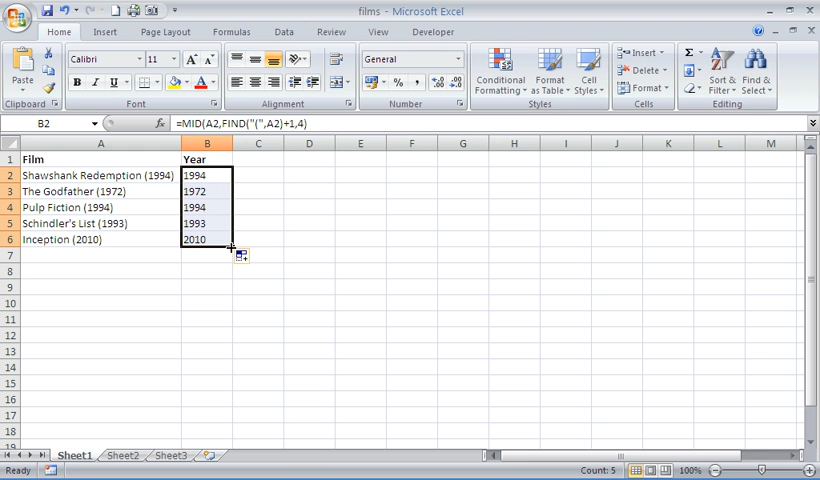 films - Microsoft Excel
Home Insert Page Layout Formulas Data Review View Developer
Paste
Clipboard
Calibri 11
B I U
Font
Alignment
General
% ,
Number
Conditional Formatting
Format as Table
Cell Styles
Styles
Insert
Delete
Format
Cells
Sort & Filter
Find & Select
Editing
B2 fx =MID(A2,FIND("(",A2)+1,4)
A B C D E F G H I J K L M
1 Film Year
2 Shawshank Redemption (1994) 1994
3 The Godfather (1972) 1972
4 Pulp Fiction (1994) 1994
5 Schindler's List (1993) 1993
6 Inception (2010) 2010
7
8
9
10
11
12
13
14
15
16
17
18
19
Sheet1 Sheet2 Sheet3
Ready Count: 5 100%